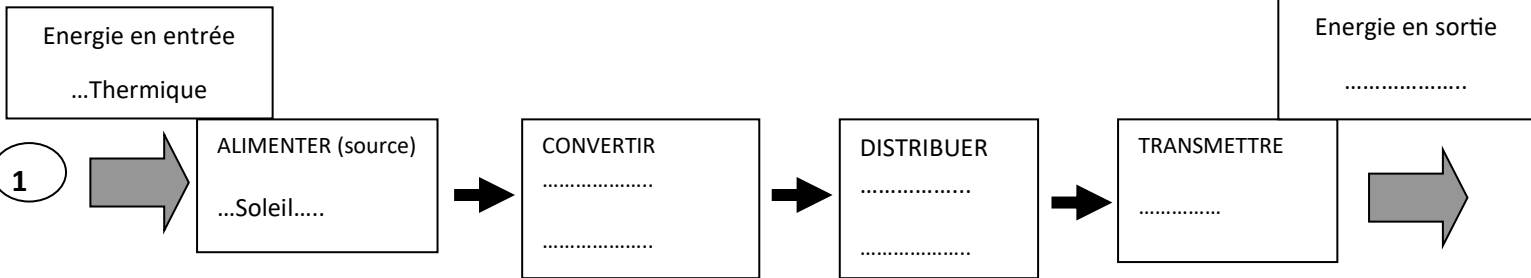 Energie en entrée
…Thermique
Energie en sortie
………………..
1
ALIMENTER (source)
…Soleil…..
CONVERTIR
………………..
………………..
DISTRIBUER
………………..
………………..
TRANSMETTRE
……………